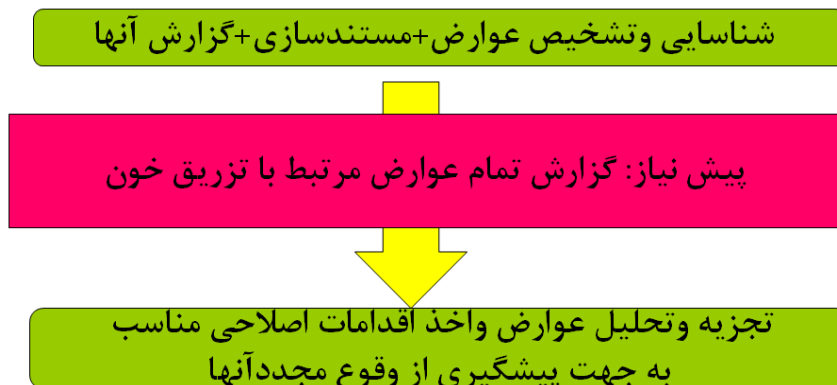 شناسایی وتشخیص عوارض+مستندسازی+گزارش آنها
پیش نیاز: گزارش تمام عوارض مرتبط با تزریق خون
تجزیه وتحلیل عوارض واخذ اقدامات اصلاحی مناسب
به جهت پیشگیری از وقوع مجددآنها